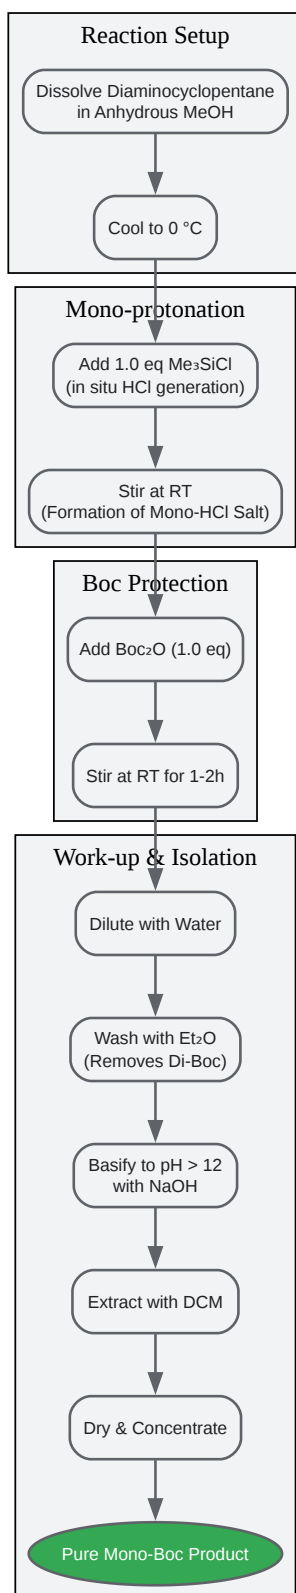 Reaction Setup
Dissolve Diaminocyclopentane
in Anhydrous MeOH
Cool to 0 °C
Mono-protonation
Add 1.0 eq Me₃SiCl
(in situ HCl generation)
Stir at RT
(Formation of Mono-HCl Salt)
Boc Protection
Add Boc₂O (1.0 eq)
Stir at RT for 1-2h
Work-up & Isolation
Dilute with Water
Wash with Et₂O
(Removes Di-Boc)
Basify to pH > 12
with NaOH
Extract with DCM
Dry & Concentrate
Pure Mono-Boc Product